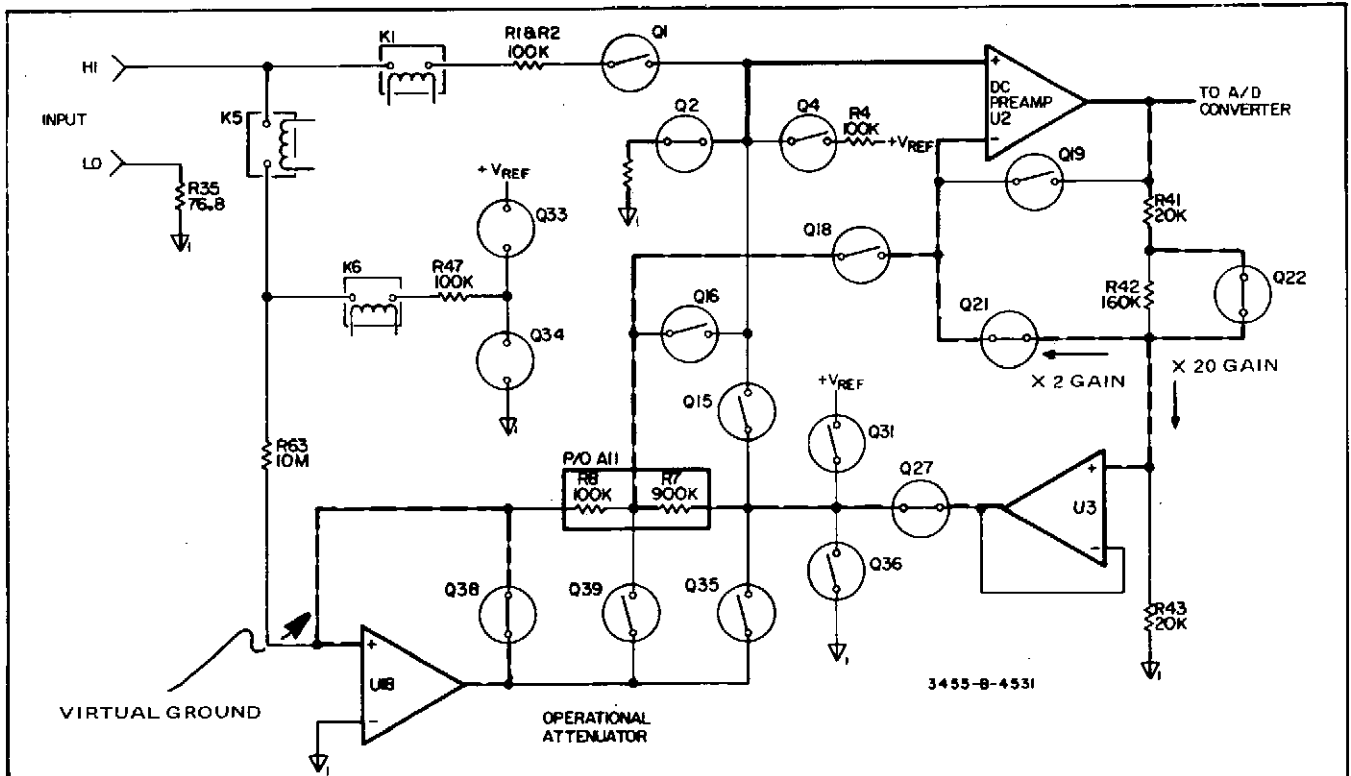 HI
INPUT
LO
R35
76.8
K5
K1
R1&R2
100K
Q1
Q2
Q4
R4
100K
+VREF
+
DC
PREAMP
U2
-
TO A/D
CONVERTER
Q19
R41
20K
+VREF
Q33
Q18
K6
R47
100K
Q16
Q34
R42
160K
Q22
Q21
X 2 GAIN
X 20 GAIN
Q15
+VREF
Q31
R63
10M
P/O A11
R8
100K
R7
900K
Q27
+
U3
-
Q38
Q39
Q35
Q36
R43
20K
+
U18
-
VIRTUAL GROUND
OPERATIONAL
ATTENUATOR
3455-B-4531